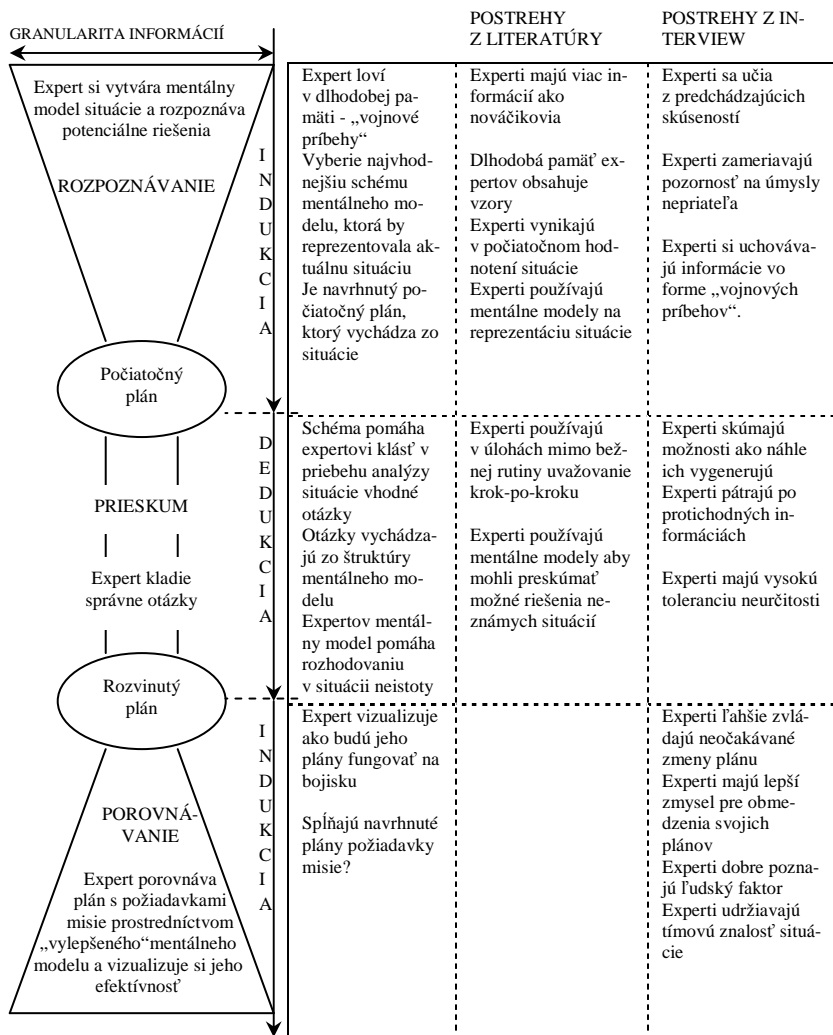 GRANULARITA INFORMÁCIÍ
POSTREHY
Z LITERATÚRY
POSTREHY Z IN-
TERVIEW
Expert si vytvára mentálny
model situácie a rozpoznáva
potenciálne riešenia
ROZPOZNÁVANIE
I
N
D
U
K
C
I
A
Expert loví
v dlhodobej pa-
mäti - „vojnové
príbehy“
Vyberie najvhod-
nejšiu schému
mentálneho mo-
delu, ktorá by
reprezentovala ak-
tuálnu situáciu
Je navrhnutý po-
čiatočný plán,
ktorý vychádza zo
situácie
Experti majú viac in-
formácií ako
nováčikovia
Dlhodobá pamäť ex-
pertov obsahuje
vzory
Experti vynikajú
v počiatočnom hod-
notení situácie
Experti používajú
mentálne modely na
reprezentáciu situácie
Experti sa učia
z predchádzajúcich
skúseností
Experti zameriavajú
pozornosť na úmysly
nepriateľa
Experti si uchováva-
jú informácie vo
forme „vojnových
príbehov“.
Počiatočný
plán
PRIESKUM
Expert kladie
správne otázky
D
E
D
U
K
C
I
A
Schéma pomáha
expertovi klásť v
priebehu analýzy
situácie vhodné
otázky
Otázky vychádza-
jú zo štruktúry
mentálneho mo-
delu
Expertov mentál-
ny model pomáha
rozhodovaniu
v situácii neistoty
Experti používajú
v úlohách mimo bež-
nej rutiny uvažovanie
krok-po-kroku
Experti používajú
mentálne modely aby
mohli preskúmať
možné riešenia ne-
známych situácií
Experti skúmajú
možnosti ako náhle
ich vygenerujú
Experti pátrajú po
protichodných in-
formáciách
Experti majú vysokú
toleranciu neurčitosti
Rozvinutý
plán
POROVNÁ-
VANIE
Expert porovnáva
plán s požiadavkami
misie prostredníctvom
„vylepšeného“mentálneho
modelu a vizualizuje si jeho
efektívnosť
I
N
D
U
K
C
I
A
Expert vizualizuje
ako budú jeho
plány fungovať na
bojisku
Spĺňajú navrhnuté
plány požiadavky
misie?
Experti ľahšie zvlá-
dajú neočakávané
zmeny plánu
Experti majú lepší
zmysel pre obme-
dzenia svojich
plánov
Experti dobre pozna-
jú ľudský faktor
Experti udržiavajú
tímovú znalosť situá-
cie